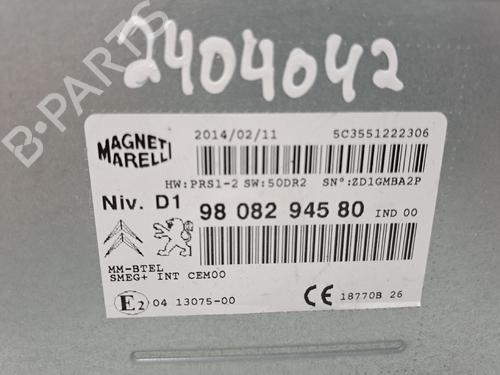 2404042
B-PARTS
MAGNETI MARELLI
2014/02/11 5C3551222306
HW:PRS1-2 SW:50DR2 SN°:ZD1GMBA2P
Niv. D1 98 082 945 80 IND 00
MM-BTEL
SMEG+ INT CEM00
E2 04 13075-00 CE 18770B 26